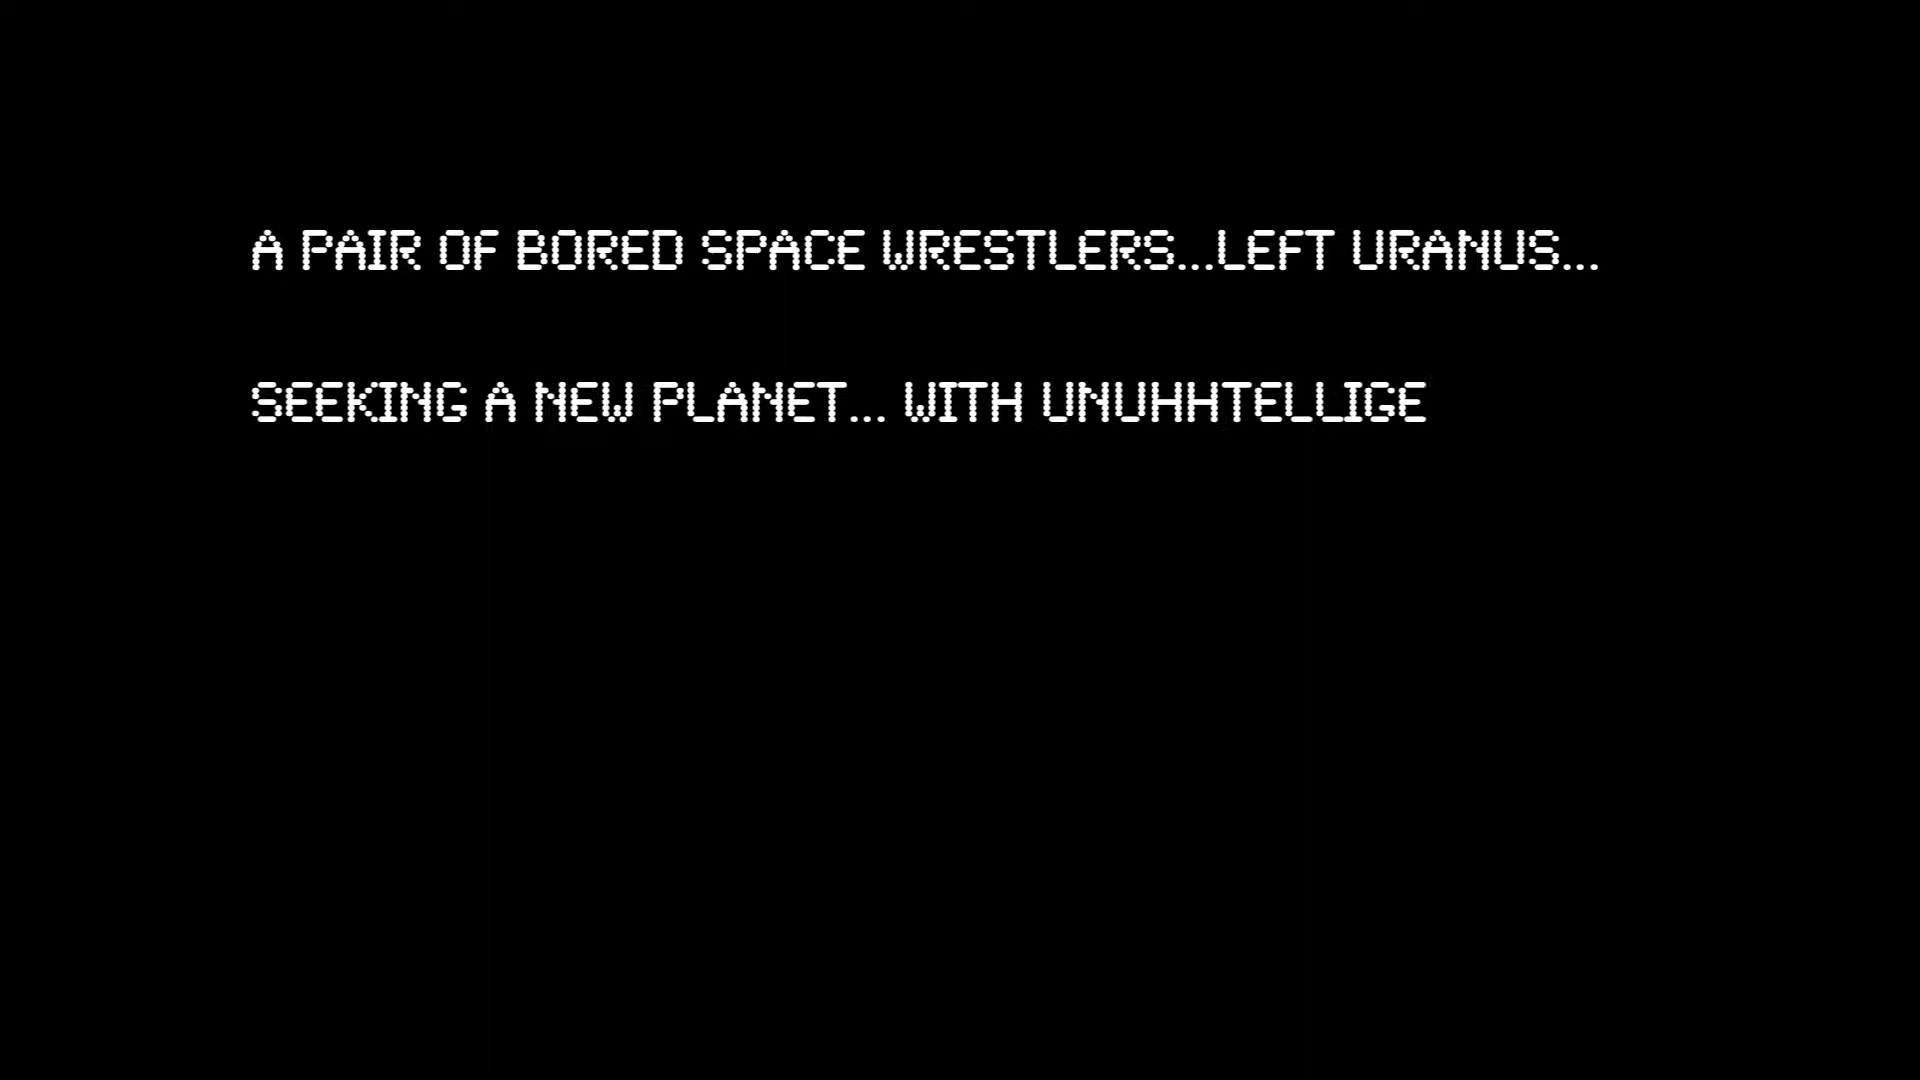 A PAIR OF BORED SPACE WRESTLERS...LEFT URANUS...
SEEKING A NEW PLANET... WITH UNUHHTELLIGE